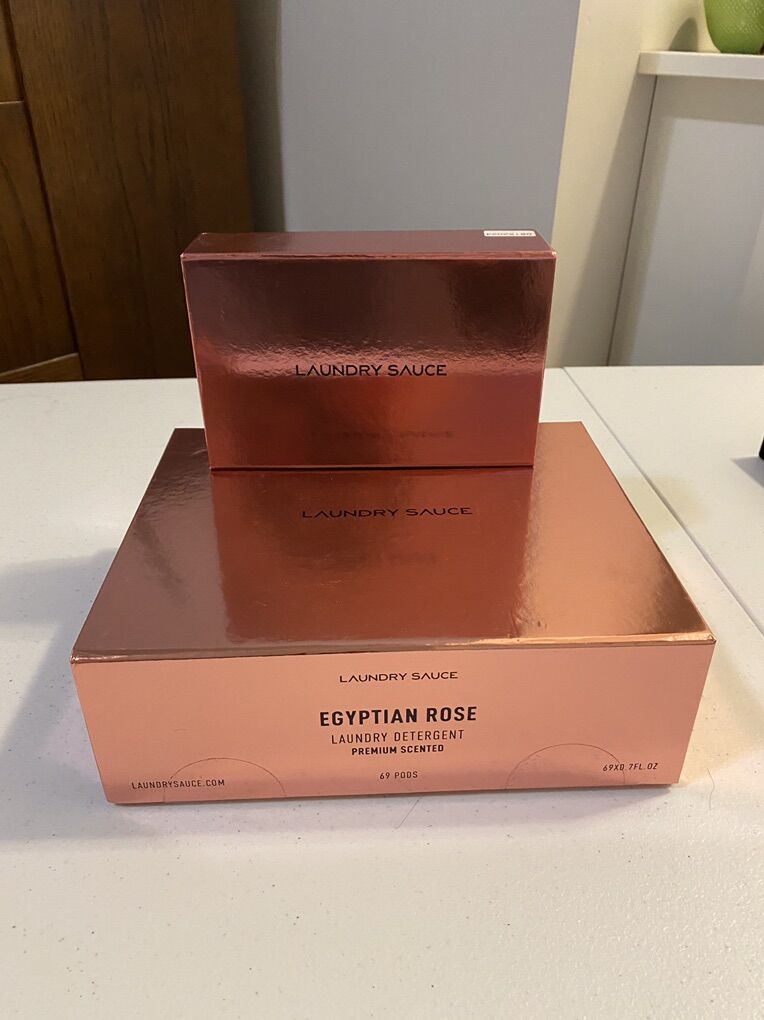 LAUNDRY SAUCE
LAUNDRY SAUCE
LAUNDRY SAUCE
EGYPTIAN ROSE
LAUNDRY DETERGENT
PREMIUM SCENTED
69 PODS
LAUNDRYSAUCE.COM
69X0.7FL.OZ